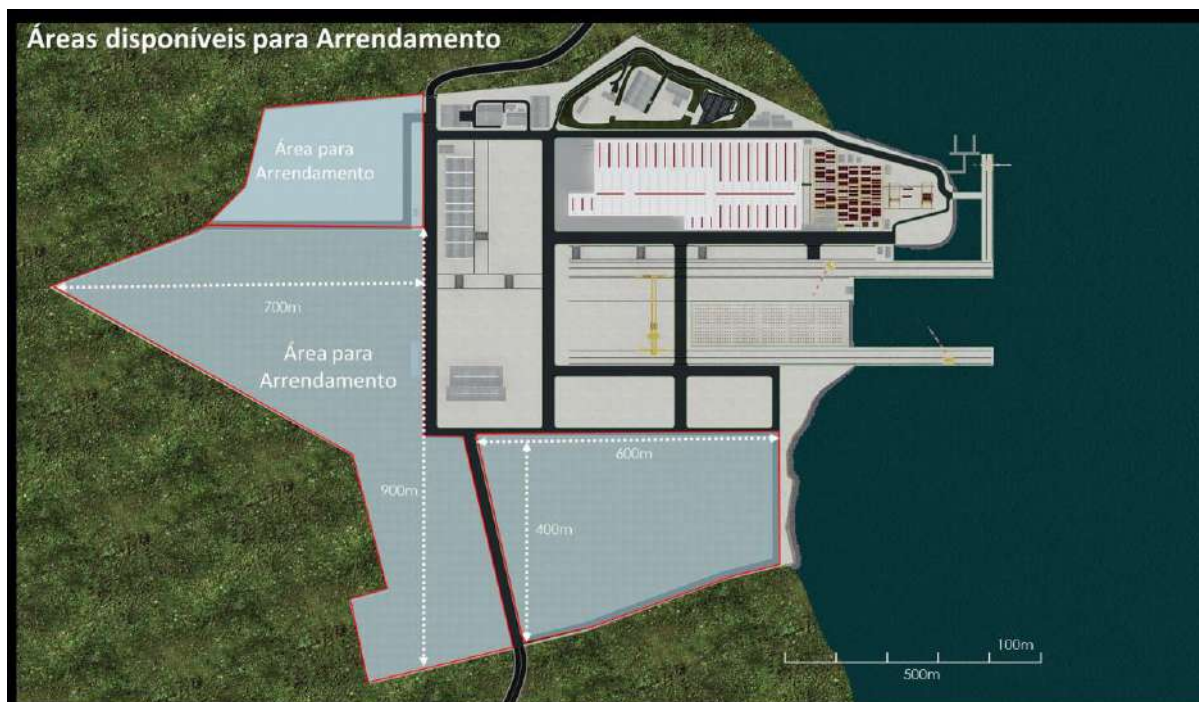 Áreas disponíveis para Arrendamento
Área para
Arrendamento
700m
Área para
Arrendamento
600m
900m
400m
100m
500m